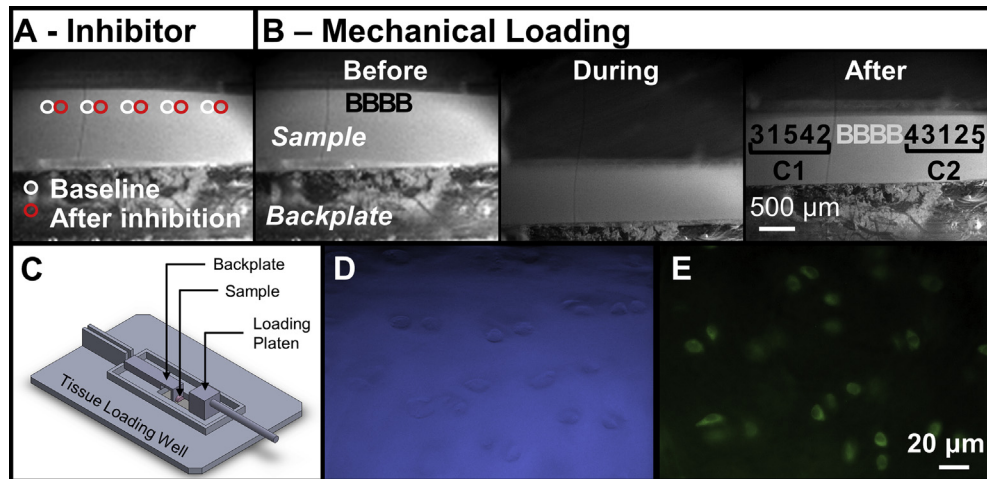 A - Inhibitor
B – Mechanical Loading
Before
During
After
BBBB
31542 BBBB 43125
C1
C2
Sample
Baseline
After inhibition
Backplate
500 µm
C
Backplate
Sample
Loading
Platen
Tissue Loading Well
D
E
20 µm